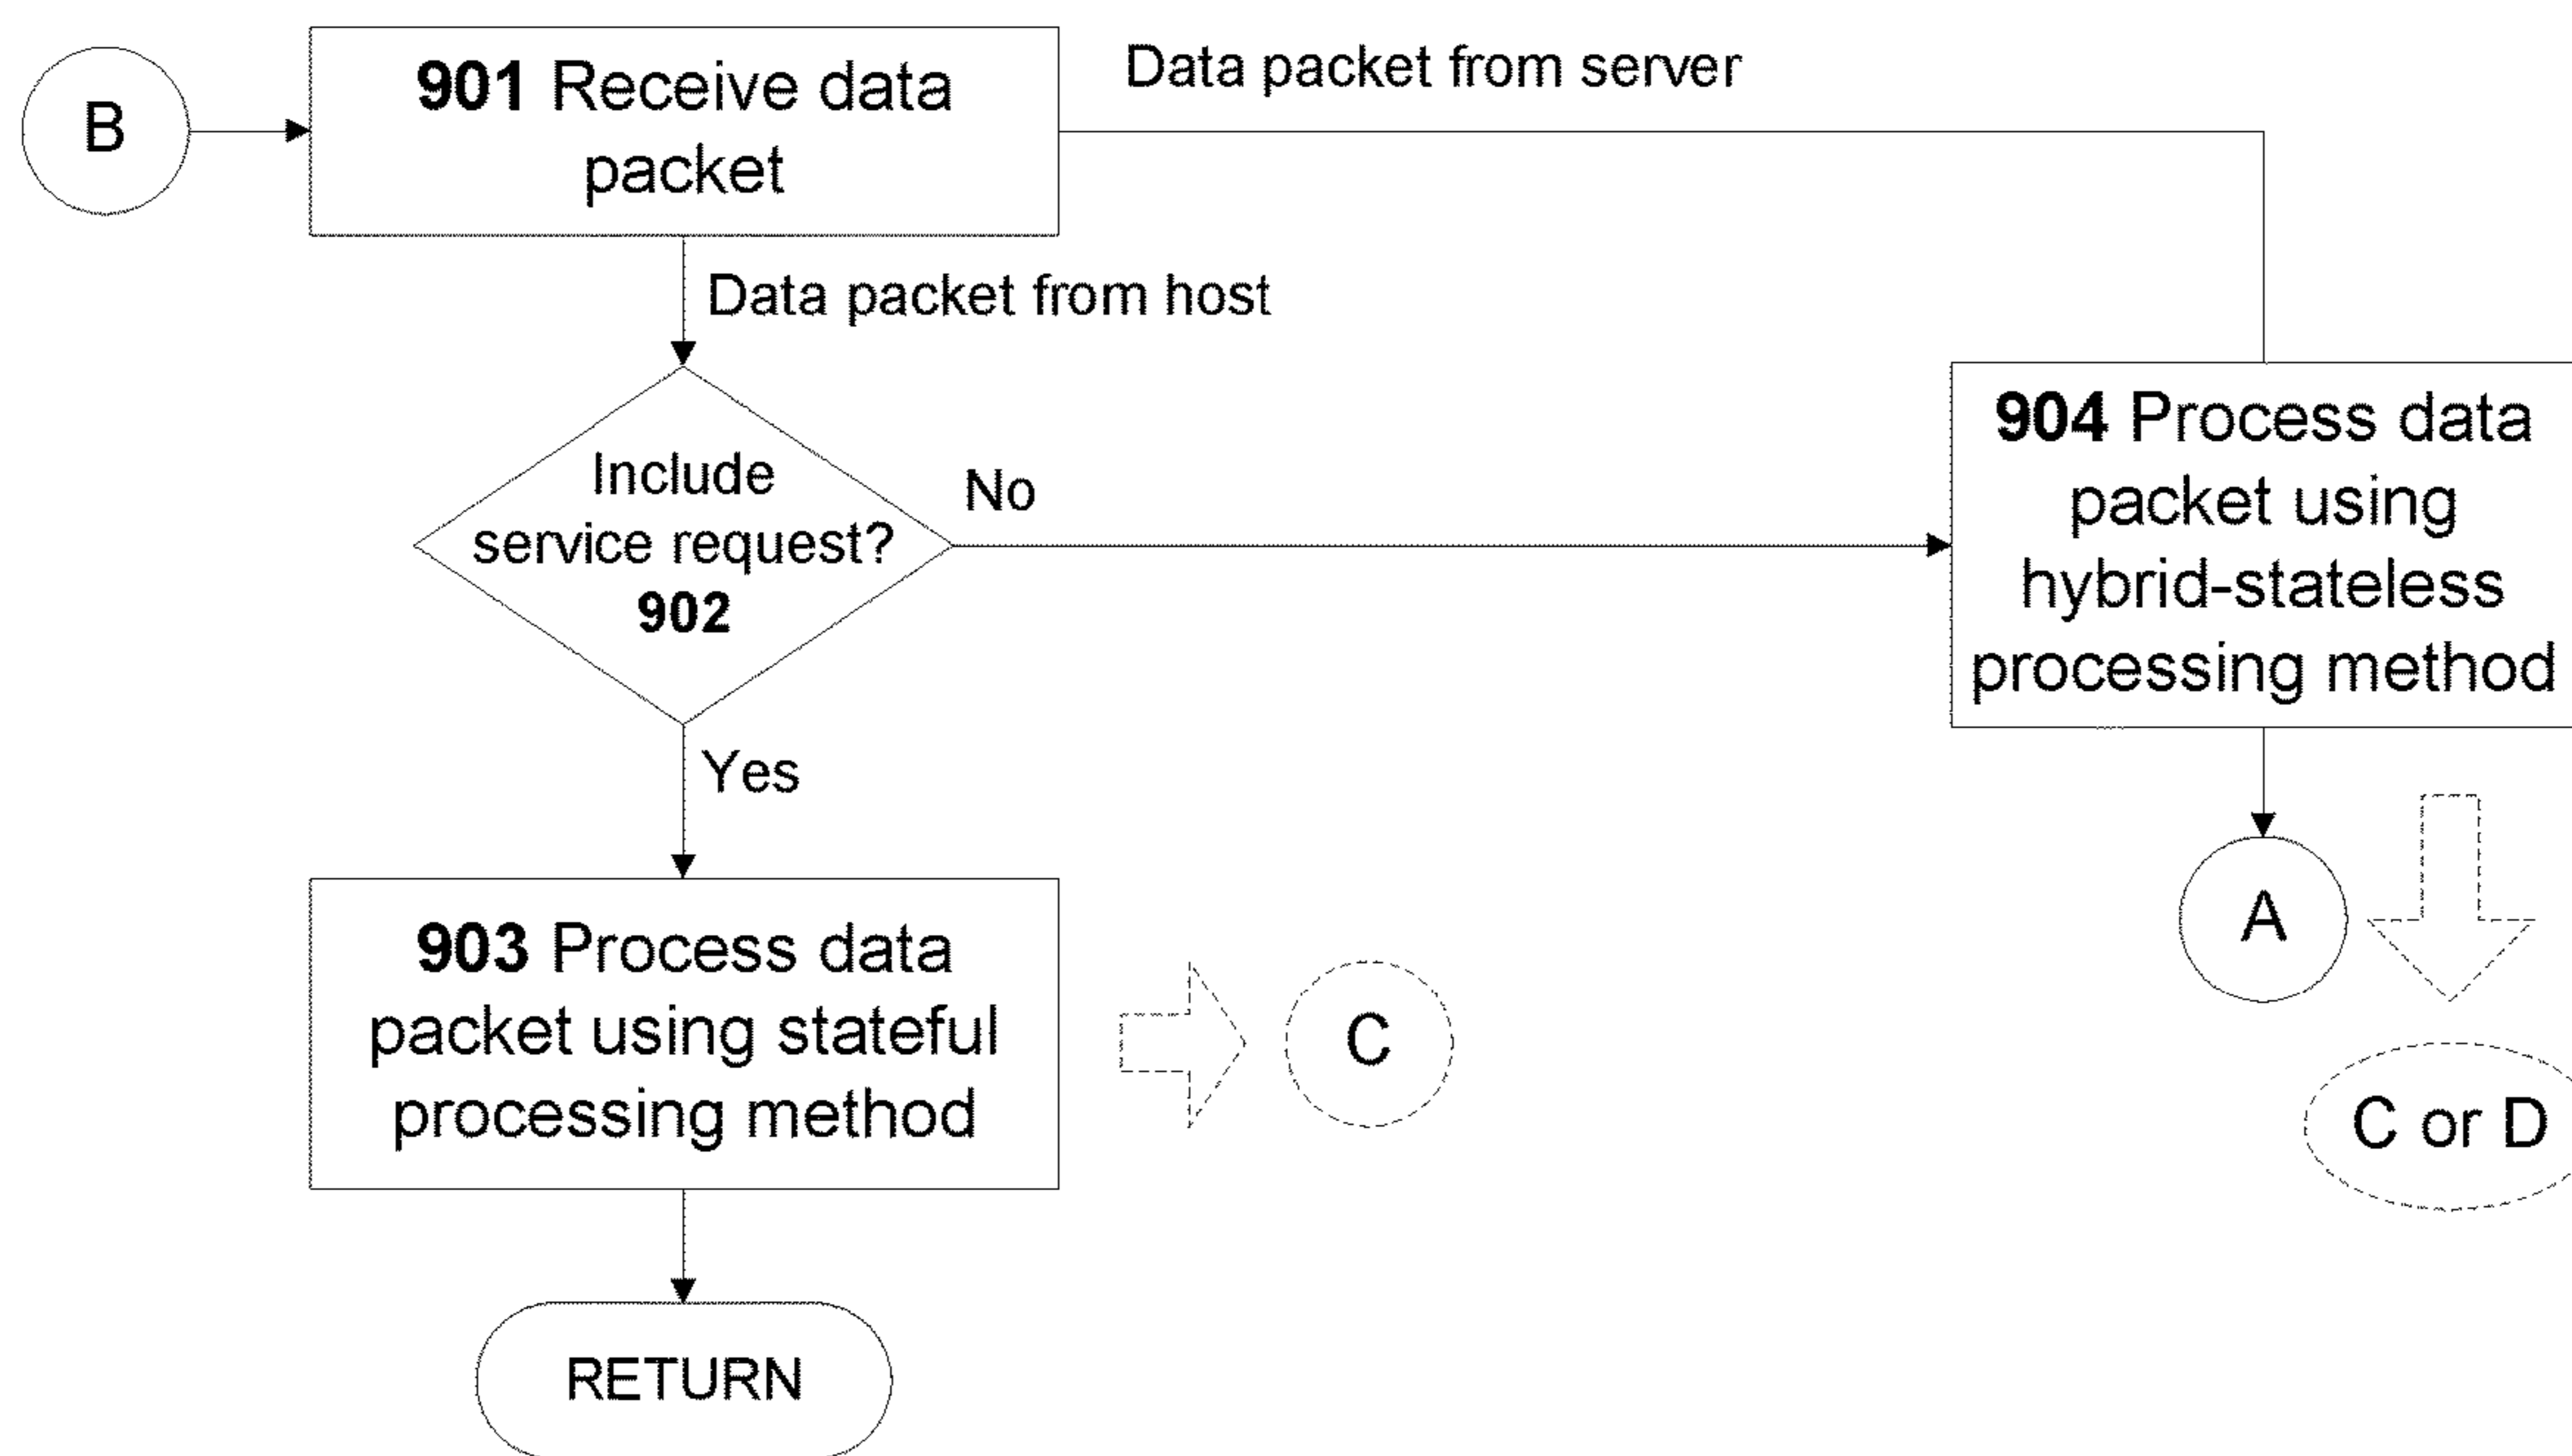 B
901 Receive data
packet
Data packet from server
Data packet from host
Include
service request?
902
No
904 Process data
packet using
hybrid-stateless
processing method
Yes
903 Process data
packet using stateful
processing method
C
A
C or D
RETURN